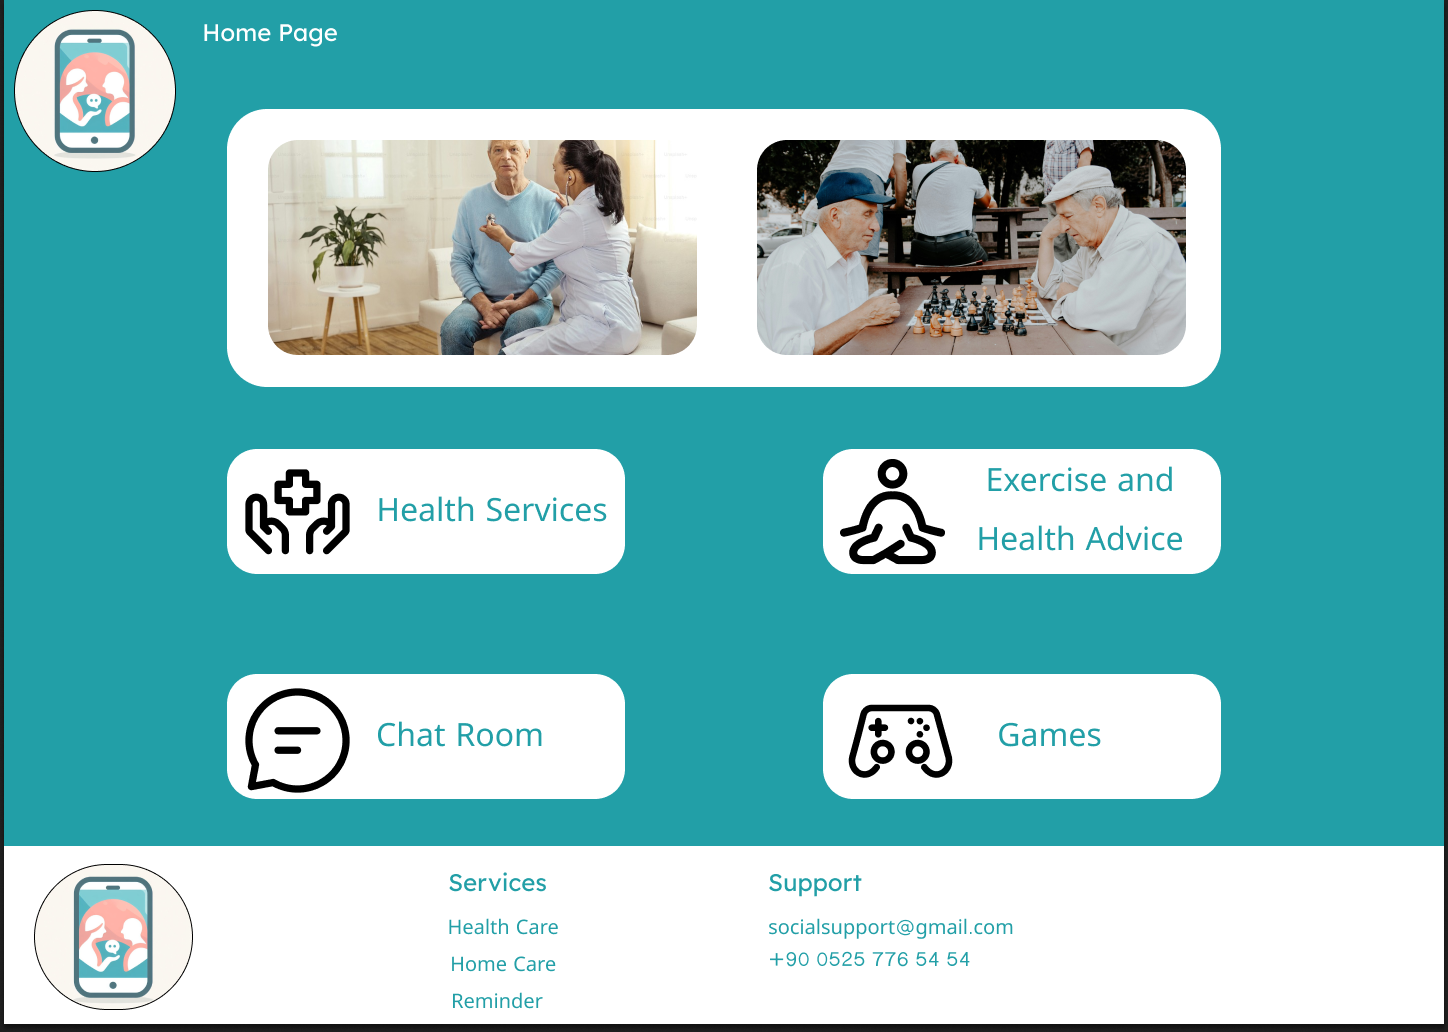 Home Page
Health Services
Exercise and
Health Advice
Chat Room
Games
Services
Health Care
Home Care
Reminder
Support
socialsupport@gmail.com
+90 0525 776 54 54